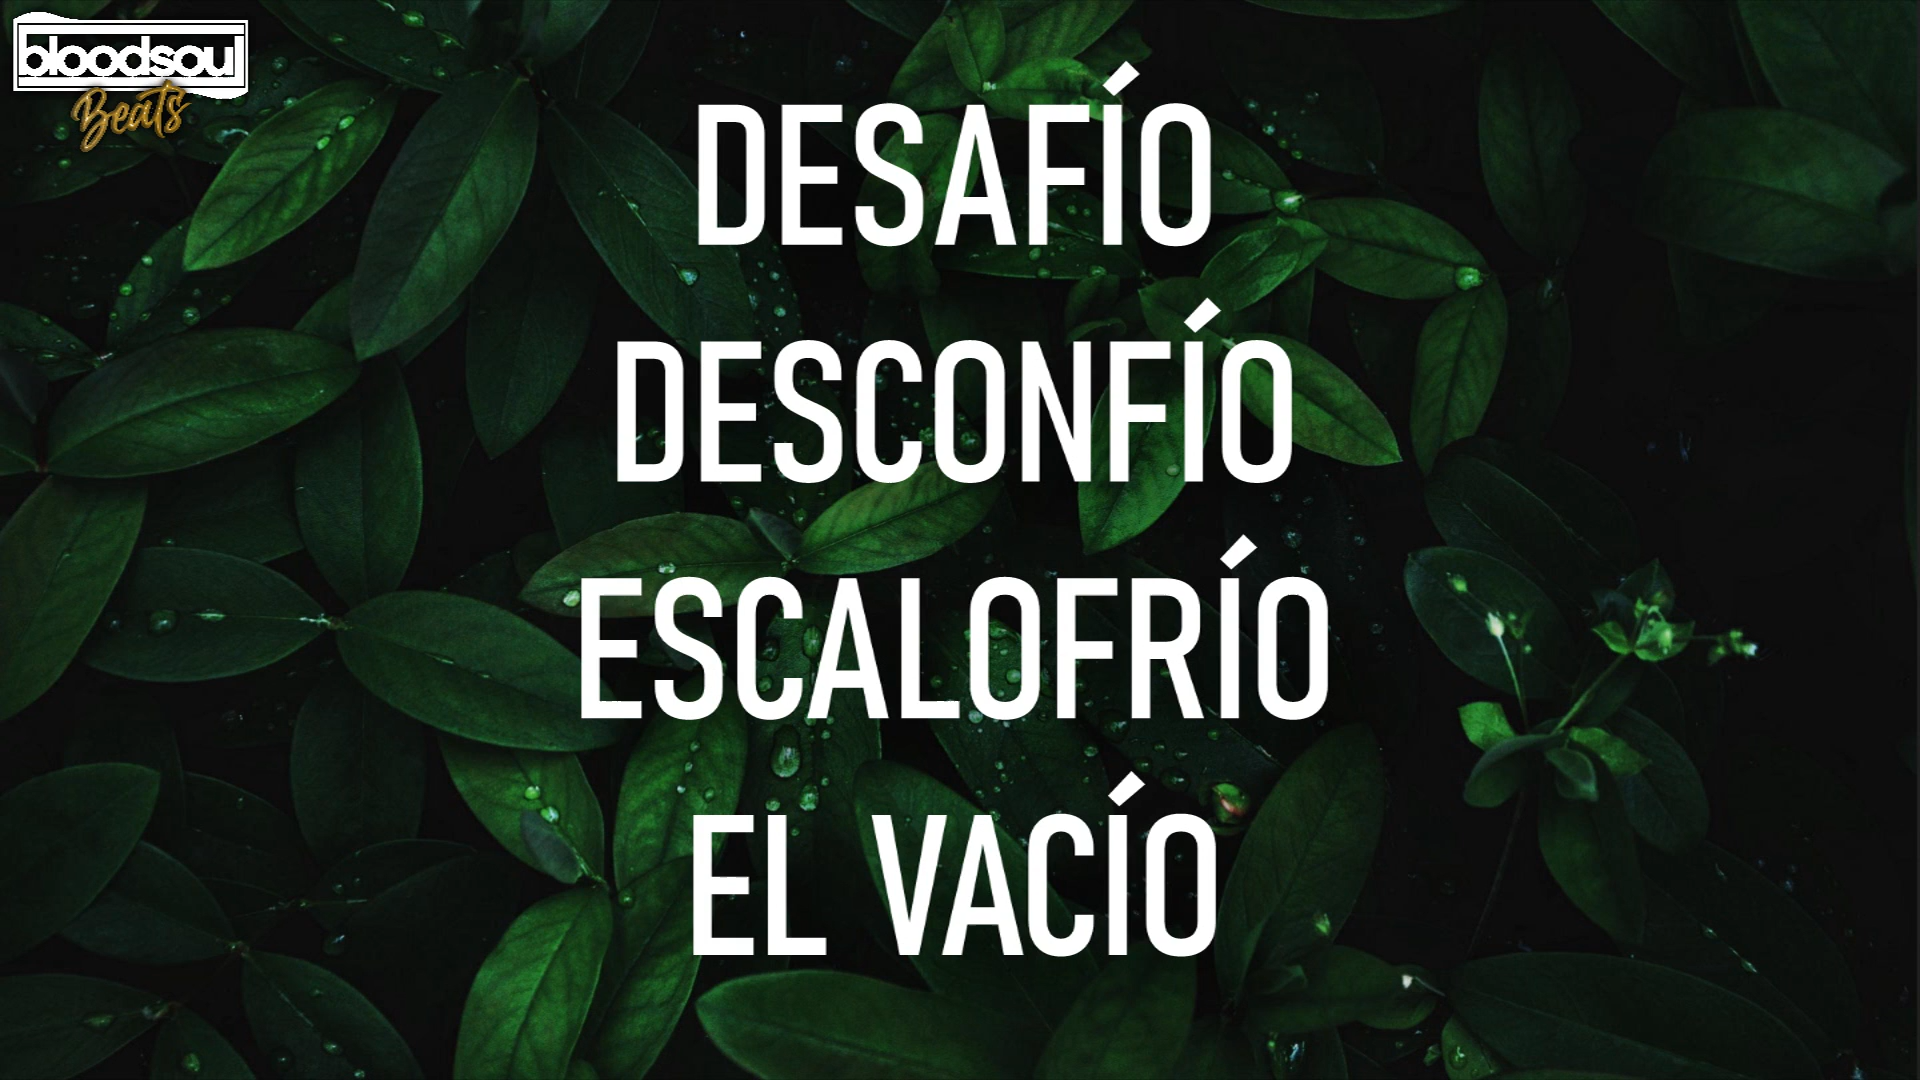 bloodsoul
Beats
DESAFÍO
DESCONFÍO
ESCALOFRÍO
EL VACÍO